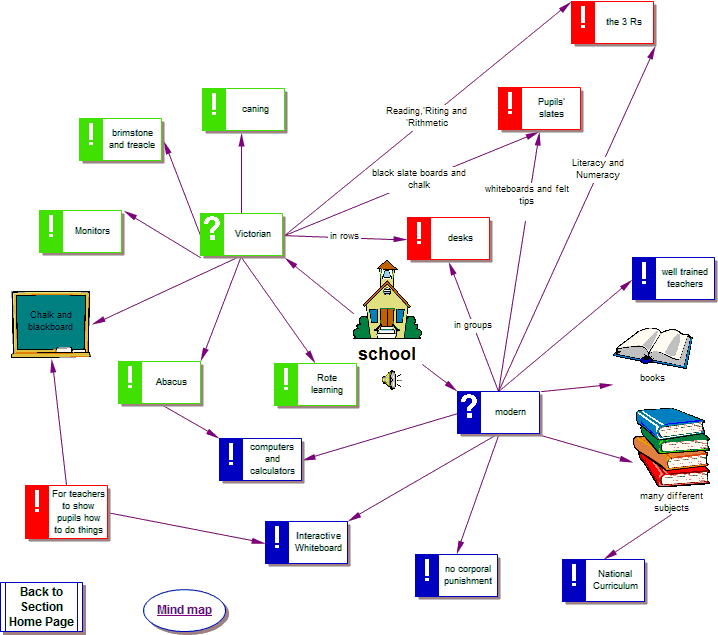 the 3 Rs
caning
Pupils'
slates
Reading,'Riting and
'Rithmetic
brimstone
and treacle
black slate boards and
chalk
Literacy and
Numeracy
whiteboards and felt
tips
Monitors
Victorian
in rows
desks
well trained
teachers
Chalk and
blackboard
in groups
school
books
Abacus
Rote
learning
modern
computers
and
calculators
many different
subjects
For teachers
to show
pupils how
to do things
Interactive
Whiteboard
no corporal
punishment
National
Curriculum
Back to
Section
Home Page
Mind map